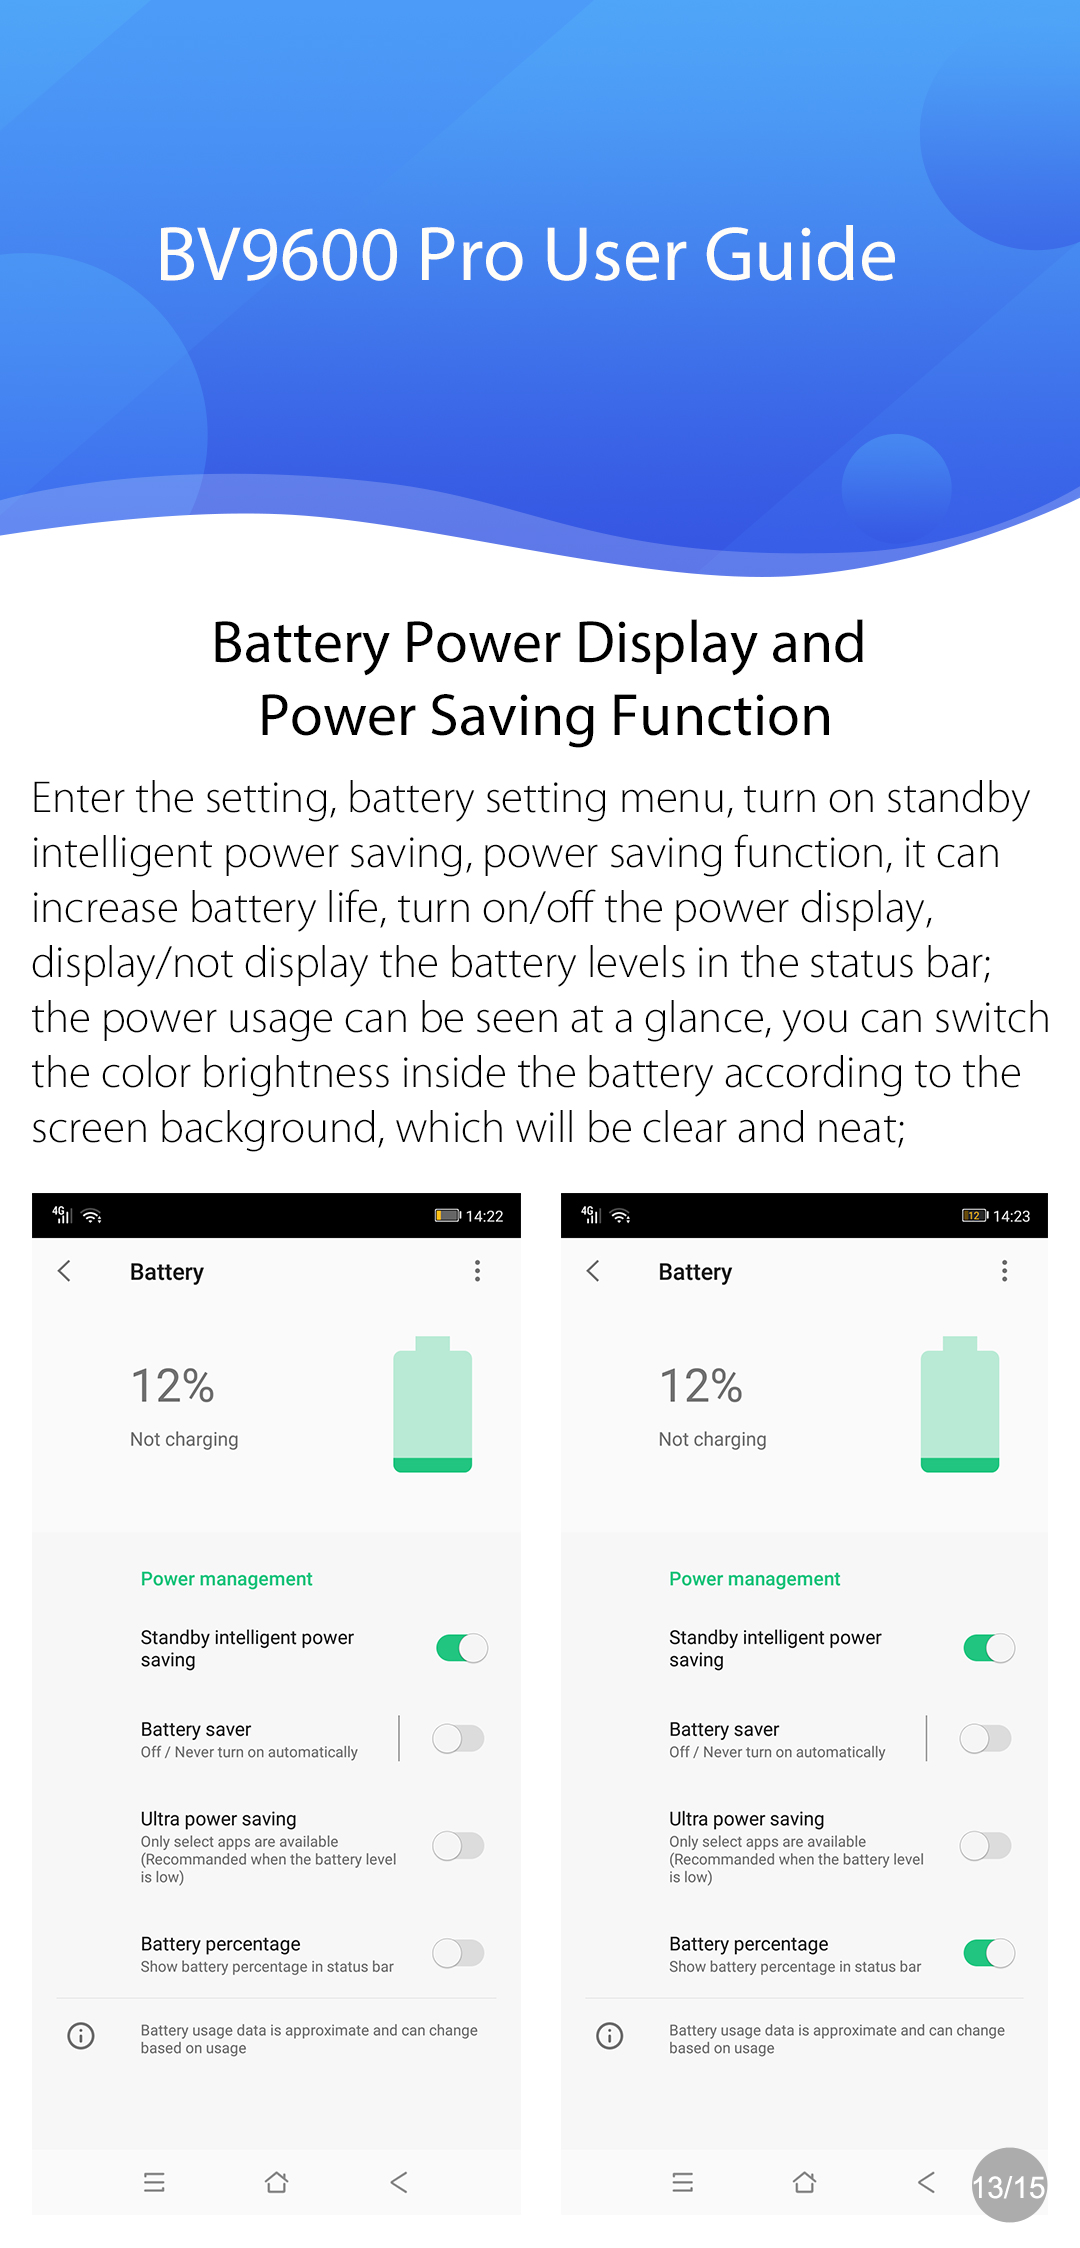 BV9600 Pro User Guide
Battery Power Display and
Power Saving Function
Enter the setting, battery setting menu, turn on standby
intelligent power saving, power saving function, it can
increase battery life, turn on/off the power display,
display/not display the battery levels in the status bar;
the power usage can be seen at a glance, you can switch
the color brightness inside the battery according to the
screen background, which will be clear and neat;
4G 14:22
Battery
12%
Not charging
Power management
Standby intelligent power
saving
Battery saver
Off / Never turn on automatically
Ultra power saving
Only select apps are available
(Recommanded when the battery level
is low)
Battery percentage
Show battery percentage in status bar
Battery usage data is approximate and can change
based on usage
4G 12 14:23
Battery
12%
Not charging
Power management
Standby intelligent power
saving
Battery saver
Off / Never turn on automatically
Ultra power saving
Only select apps are available
(Recommanded when the battery level
is low)
Battery percentage
Show battery percentage in status bar
Battery usage data is approximate and can change
based on usage
13/15